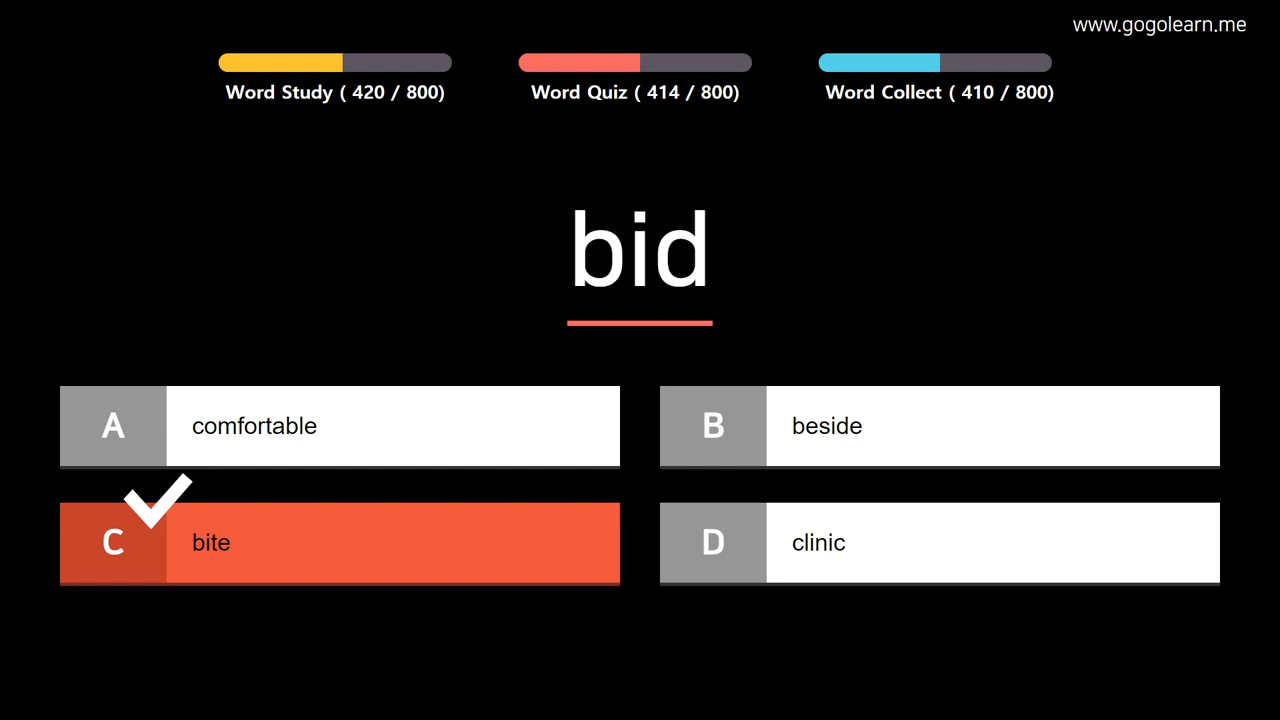 www.gogolearn.me
Word Study ( 420 / 800)
Word Quiz ( 414 / 800)
Word Collect ( 410 / 800)
bid
A comfortable
B beside
C bite
D clinic